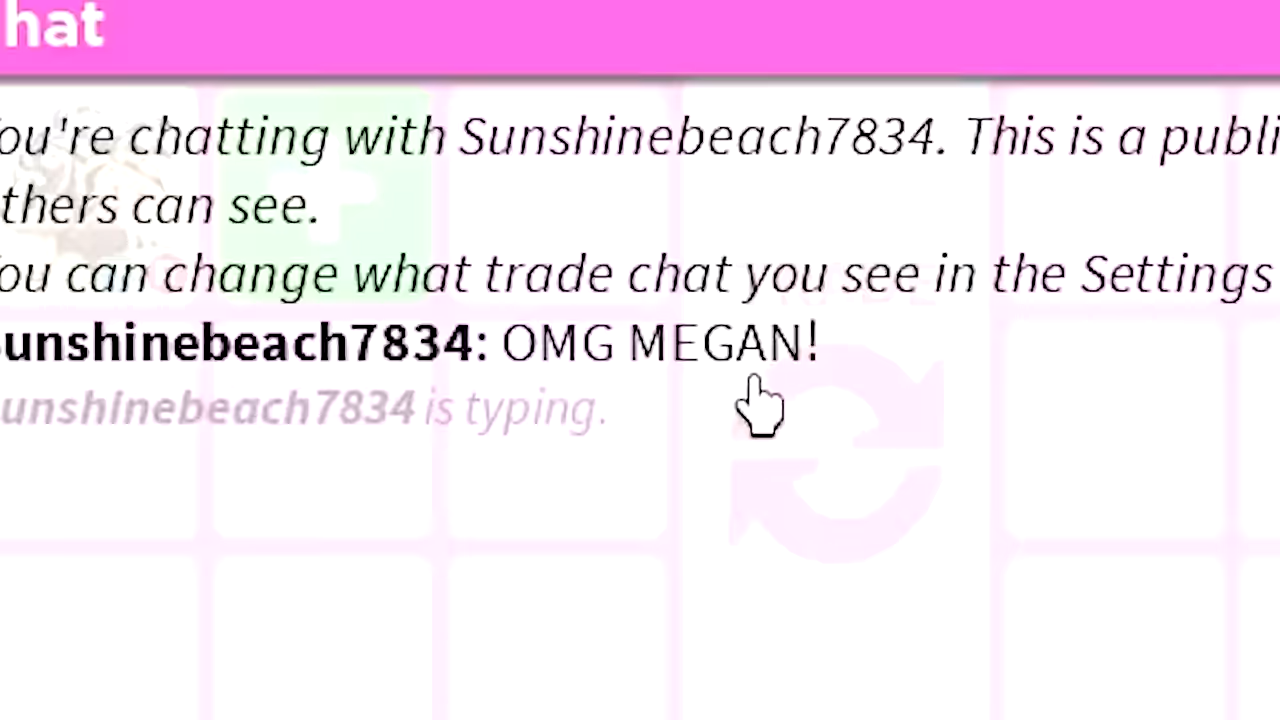 hat
ou're chatting with Sunshinebeach7834. This is a publi
thers can see.
ou can change what trade chat you see in the Settings
unshinebeach7834: OMG MEGAN!
unshinebeach7834 is typing.